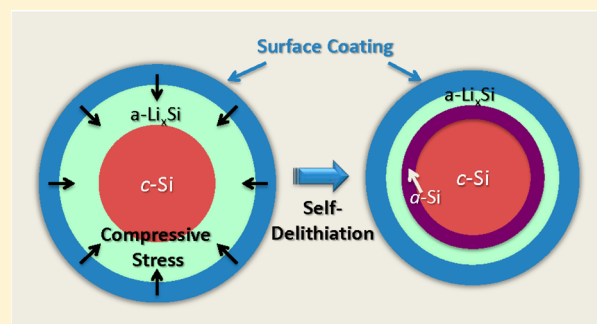 Surface Coating
a-LiₓSi
c-Si
Compressive
Stress
Self-
Delithiation
a-LiₓSi
c-Si
a-Si